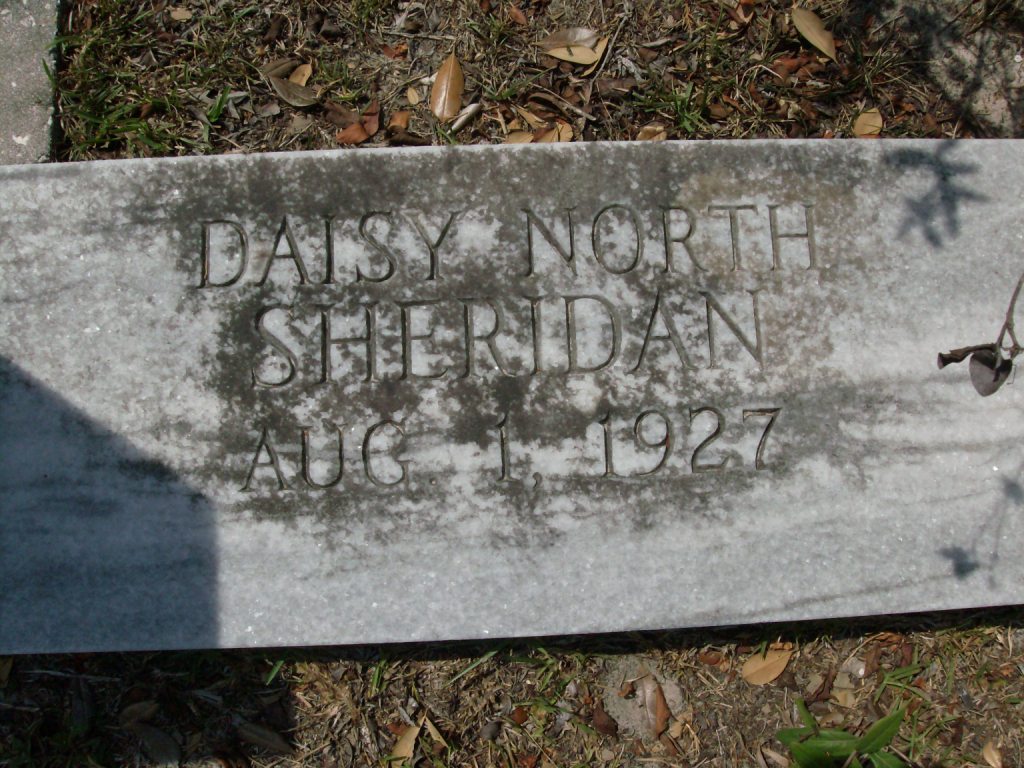 DAISY NORTH
SHERIDAN
AUG. 1, 1927